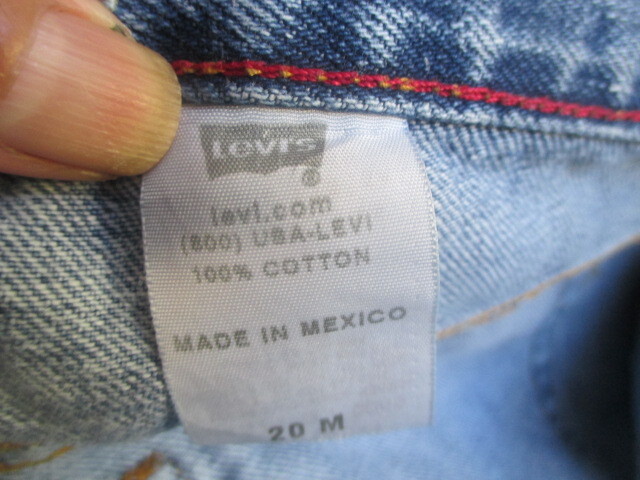 Levi's
®
levi.com
(800) USA-LEVI
100% COTTON
MADE IN MEXICO
20 M